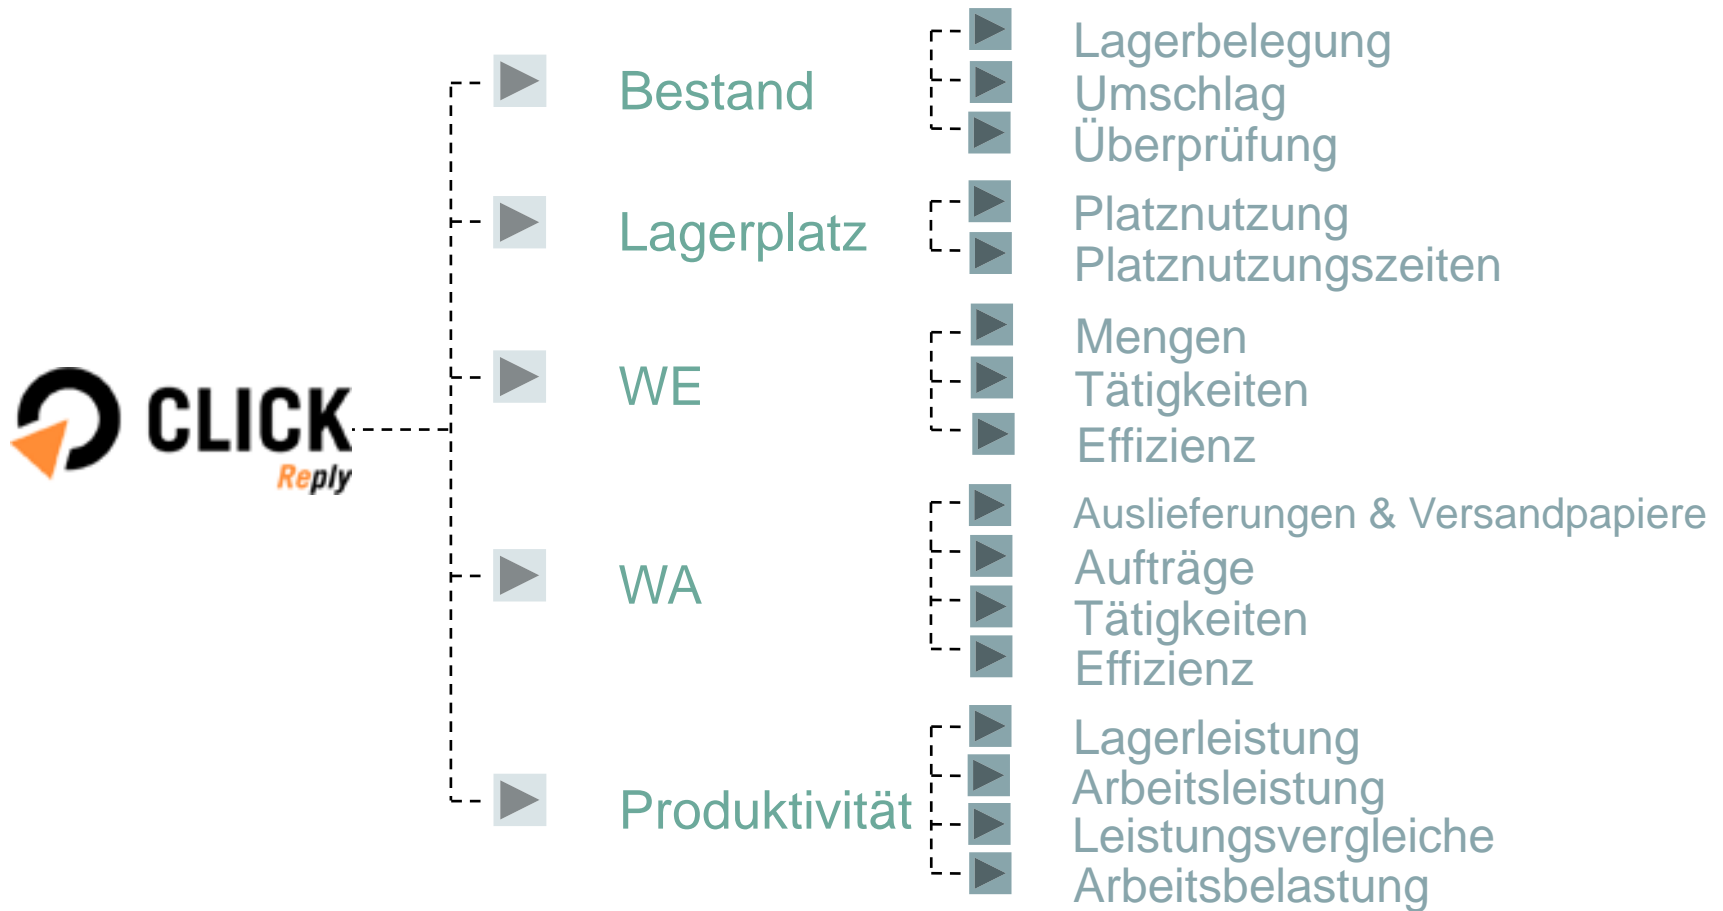 CLICK
Reply
Bestand
Lagerbelegung
Umschlag
Überprüfung
Lagerplatz
Platznutzung
Platznutzungszeiten
WE
Mengen
Tätigkeiten
Effizienz
WA
Auslieferungen & Versandpapiere
Aufträge
Tätigkeiten
Effizienz
Produktivität
Lagerleistung
Arbeitsleistung
Leistungsvergleiche
Arbeitsbelastung